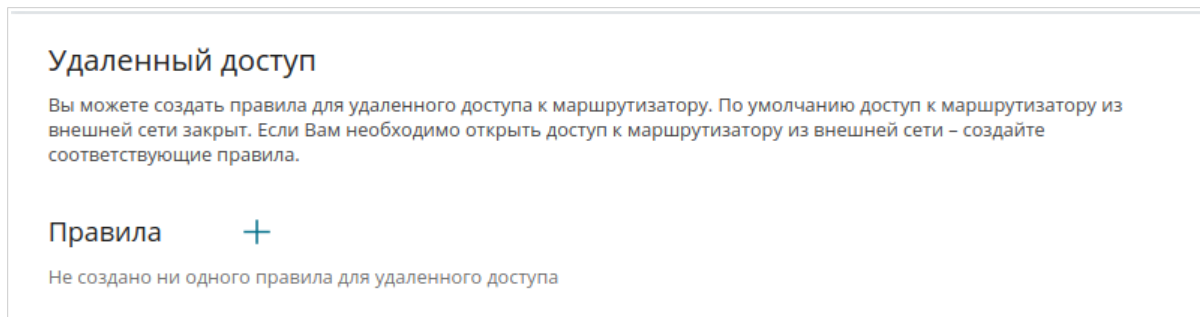 Удаленный доступ
Вы можете создать правила для удаленного доступа к маршрутизатору. По умолчанию доступ к маршрутизатору из
внешней сети закрыт. Если Вам необходимо открыть доступ к маршрутизатору из внешней сети – создайте
соответствующие правила.
Правила
Не создано ни одного правила для удаленного доступа